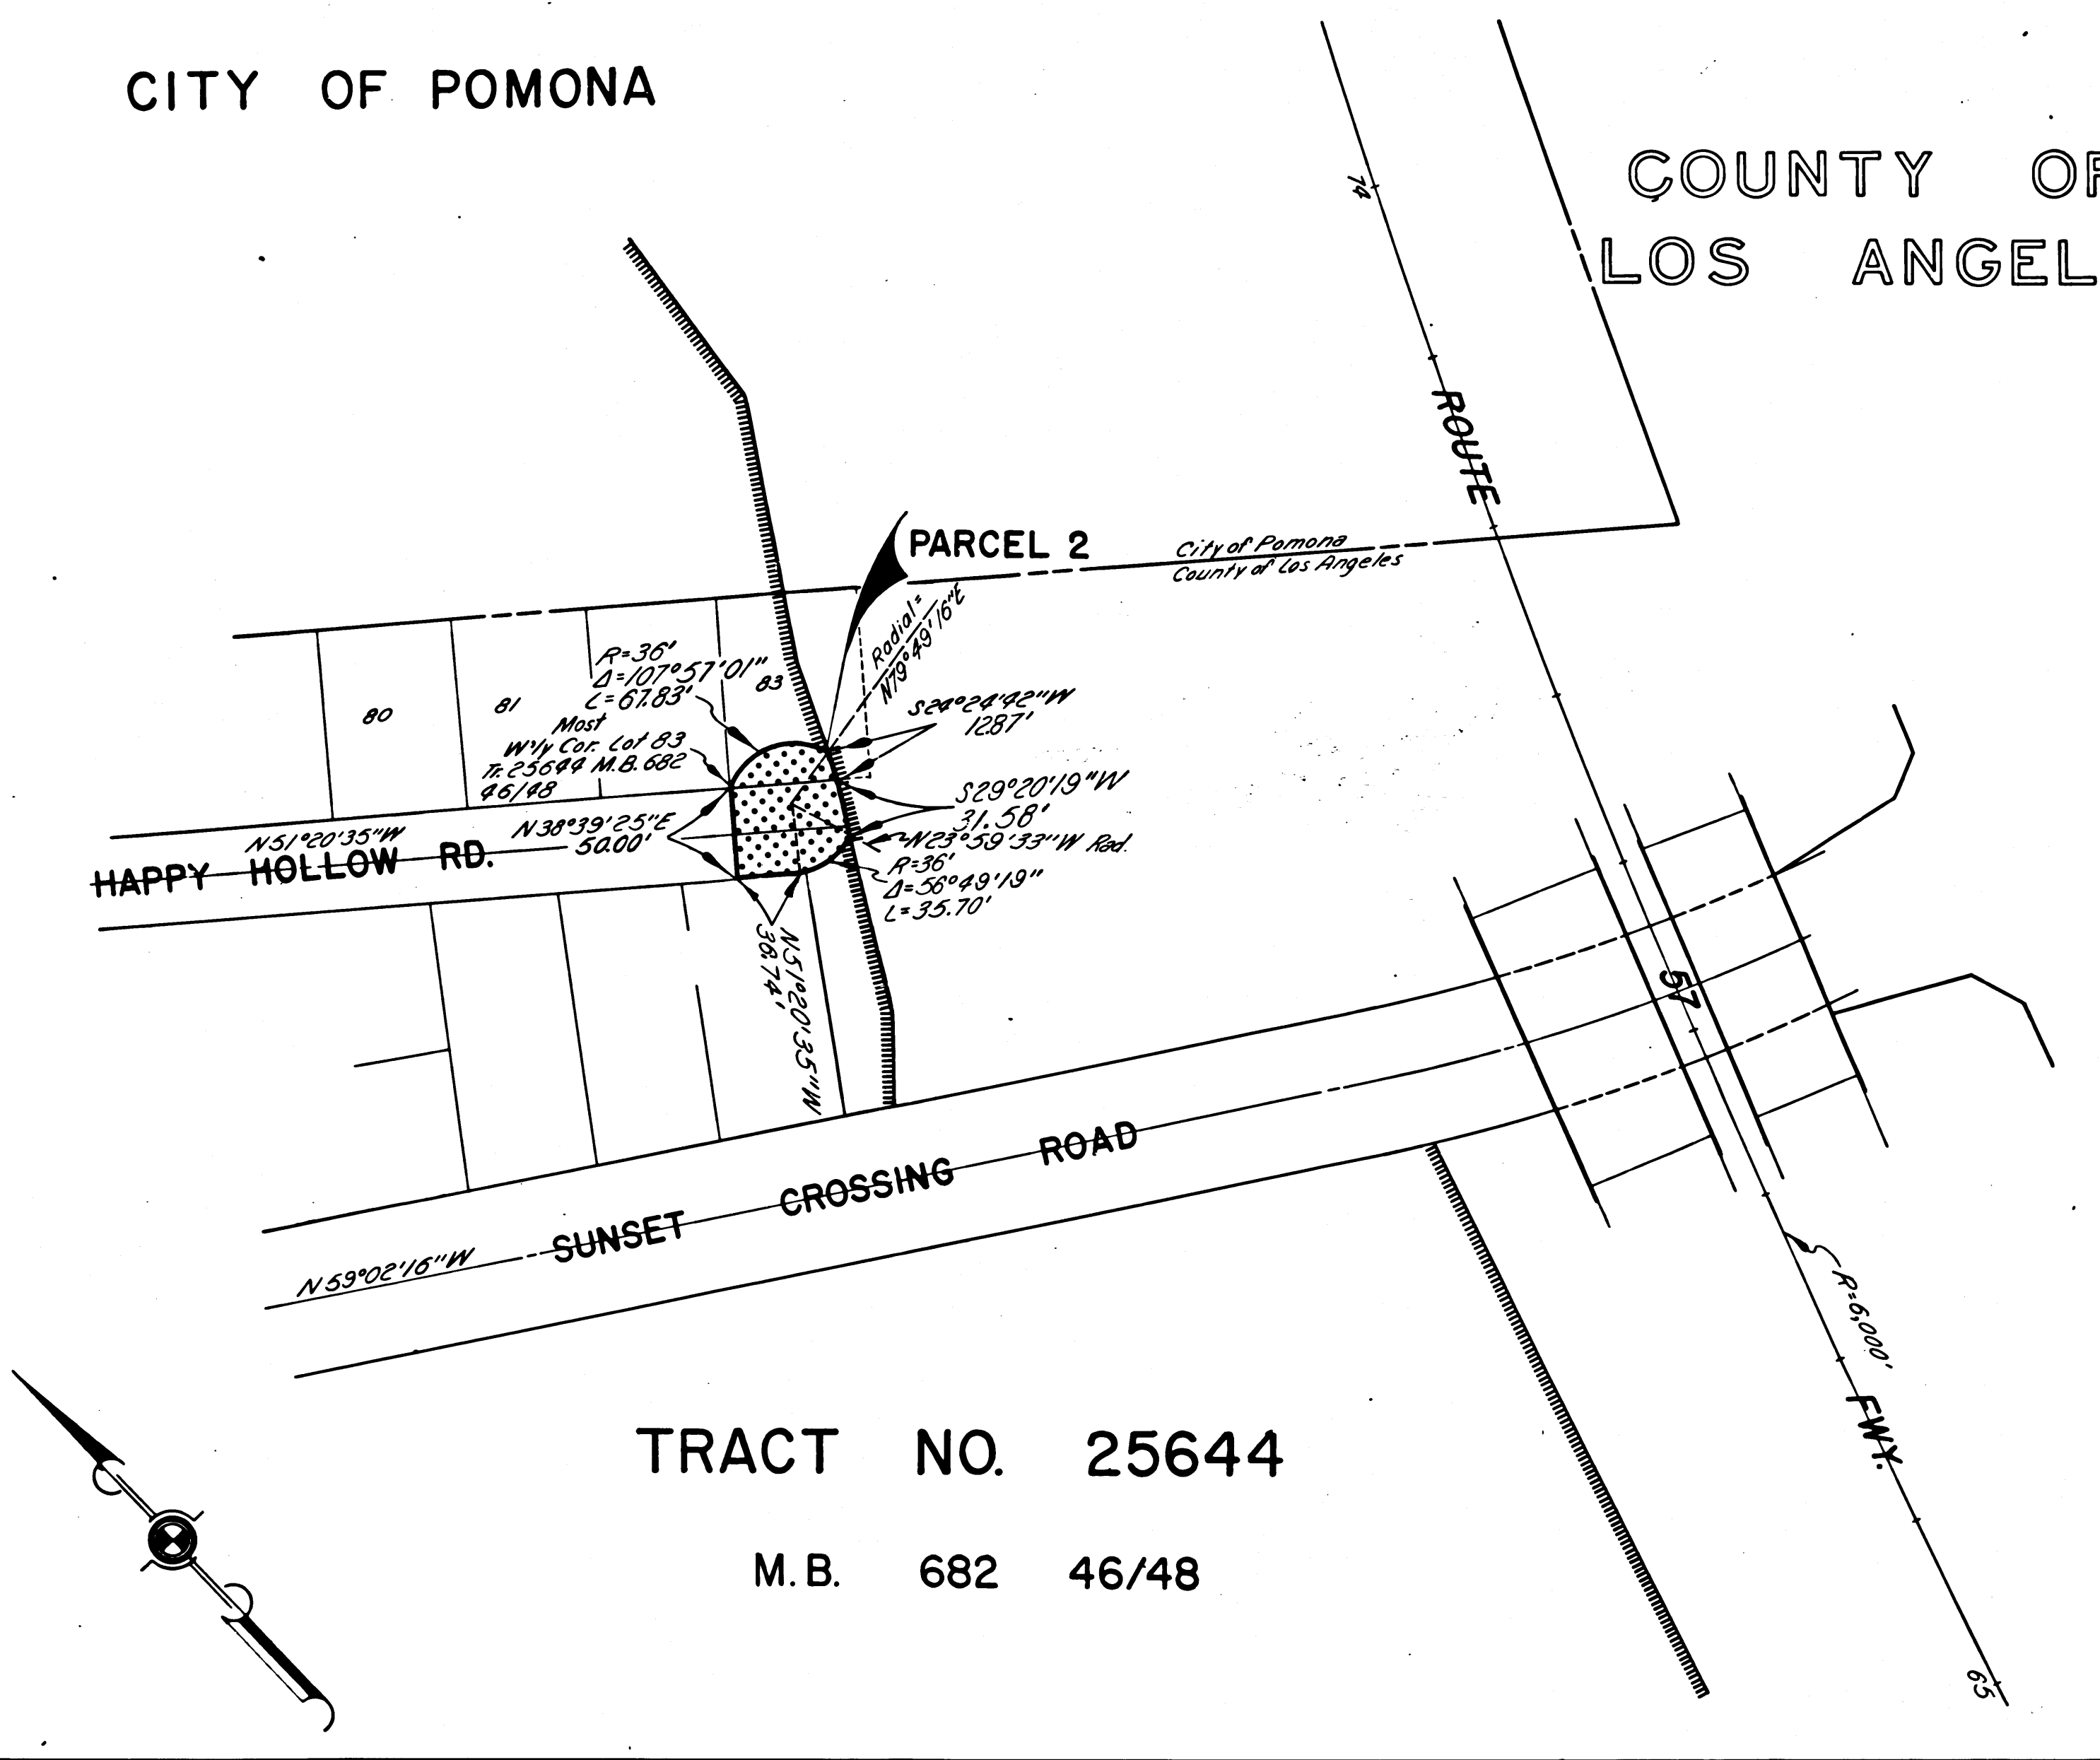 CITY OF POMONA
COUNTY OF
LOS ANGEL
74
ROUTE
PARCEL 2
City of Pomona
County of Los Angeles
Radial=
N79°49'16"E
R=36'
Δ=107°57'01"
L=67.83'
83
80
81
Most
W'ly Cor. Lot 83
Tr. 25644 M.B. 682
46/48
S24°24'42"W
12.87'
S29°20'19"W
31.58'
N23°59'33"W Rad.
R=36'
Δ=56°49'19"
L=35.70'
N51°20'35"W
HAPPY HOLLOW RD.
N38°39'25"E
50.00'
N51°20'35"W
36.74'
57
SUNSET CROSSING ROAD
N59°02'16"W
R=6,000'
FWY.
65
TRACT NO. 25644
M.B. 682 46/48